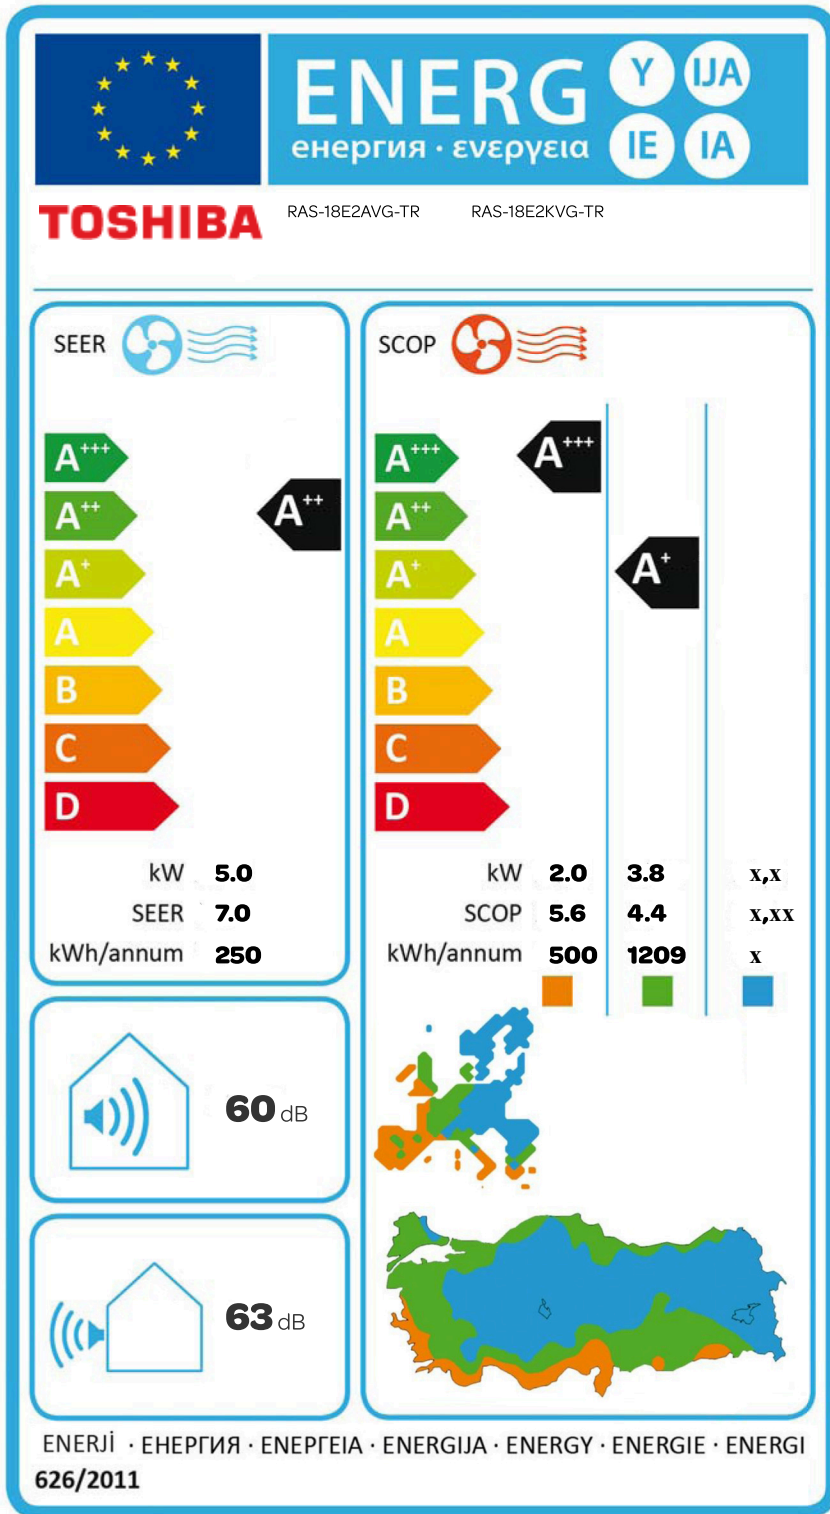 ENERG Y IJA
енергия · ενεργεια IE IA
TOSHIBA RAS-18E2AVG-TR RAS-18E2KVG-TR
SEER
A+++
A++ A++
A+
A
B
C
D
kW 5.0
SEER 7.0
kWh/annum 250
SCOP
A+++ A+++
A++
A+ A+
A
B
C
D
kW 2.0 3.8 x,x
SCOP 5.6 4.4 x,xx
kWh/annum 500 1209 x
60 dB
63 dB
ENERJİ · ЕНЕРГИЯ · ΕΝΕΡΓΕΙΑ · ENERGIJA · ENERGY · ENERGIE · ENERGI
626/2011